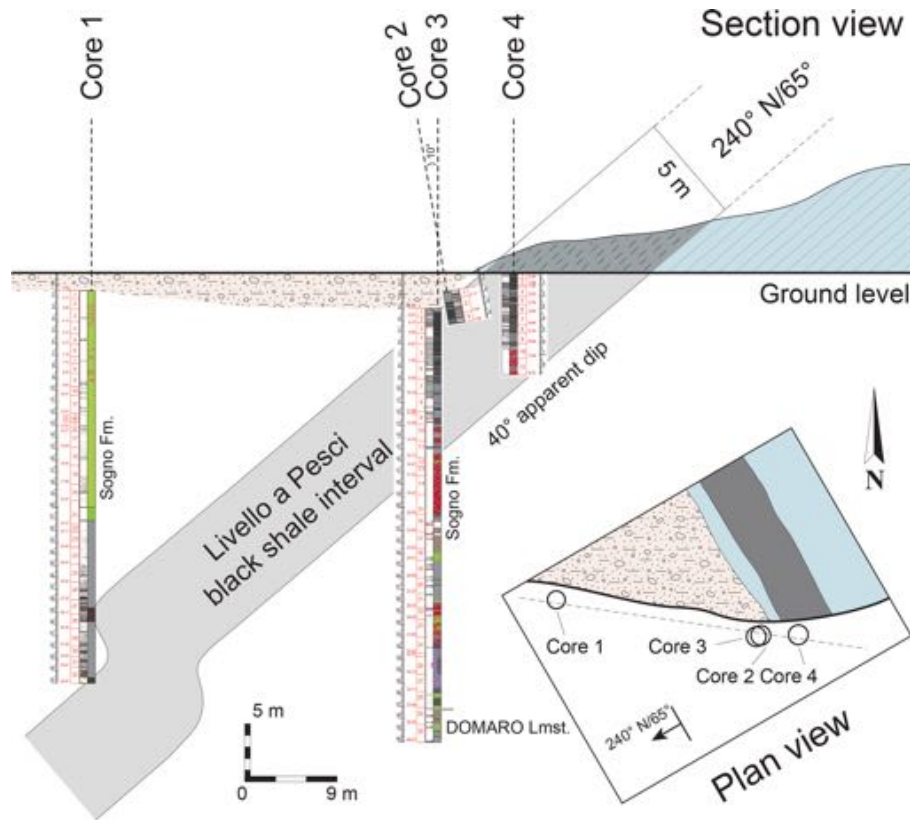 Section view
Core 1
Core 2
Core 3
Core 4
10°
240° N/65°
5 m
Ground level
40° apparent dip
Sogno Fm.
Sogno Fm.
Livello a Pesci
black shale interval
DOMARO Lmst.
5 m
0
9 m
N
Core 1
Core 3
Core 2
Core 4
240° N/65°
Plan view